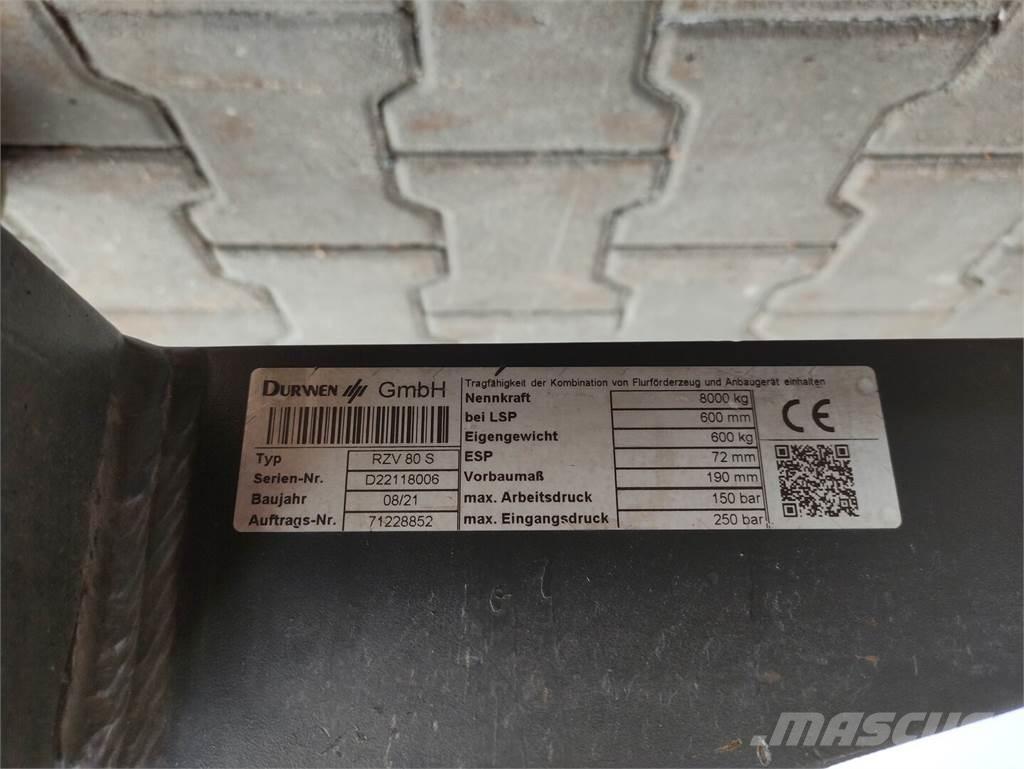 DURWEN GmbH
Typ RZV 80 S
Serien-Nr. D22118006
Baujahr 08/21
Auftrags-Nr. 71228852
Tragfähigkeit der Kombination von Flurförderzeug und Anbaugerät einhalten
Nennkraft 8000 kg
bei LSP 600 mm
Eigengewicht 600 kg
ESP 72 mm
Vorbaumaß 190 mm
max. Arbeitsdruck 150 bar
max. Eingangsdruck 250 bar
CE
MASCUS